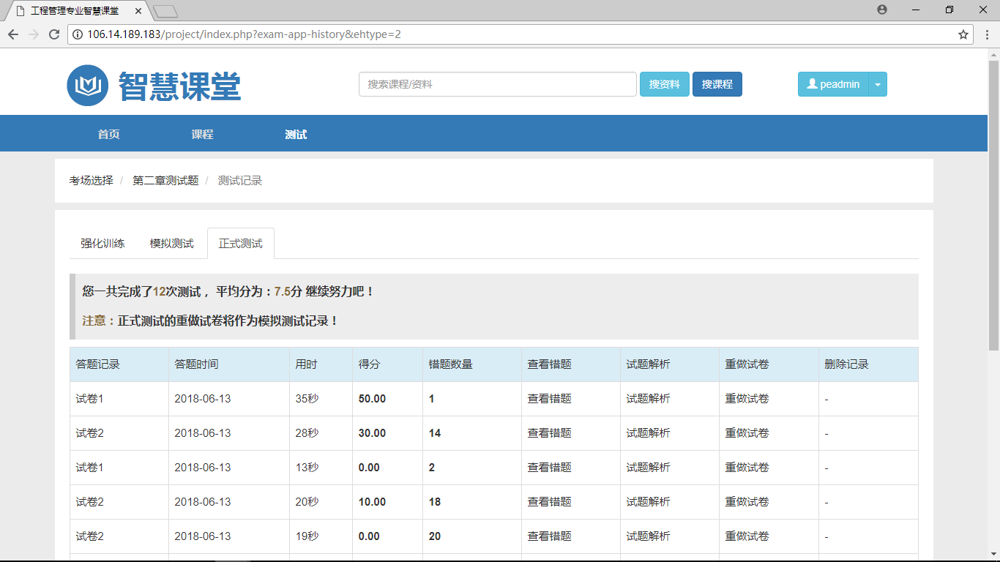 工程管理专业智慧课堂
106.14.189.183/project/index.php?exam-app-history&ehtype=2
智慧课堂
搜索课程/资料 搜资料 搜课程 peadmin
首页 课程 测试
考场选择 / 第二章测试题 / 测试记录
强化训练 模拟测试 正式测试
您一共完成了12次测试， 平均分为：7.5分 继续努力吧！
注意：正式测试的重做试卷将作为模拟测试记录！
答题记录 答题时间 用时 得分 错题数量 查看错题 试题解析 重做试卷 删除记录
试卷1 2018-06-13 35秒 50.00 1 查看错题 试题解析 重做试卷 -
试卷2 2018-06-13 28秒 30.00 14 查看错题 试题解析 重做试卷 -
试卷1 2018-06-13 13秒 0.00 2 查看错题 试题解析 重做试卷 -
试卷2 2018-06-13 20秒 10.00 18 查看错题 试题解析 重做试卷 -
试卷2 2018-06-13 19秒 0.00 20 查看错题 试题解析 重做试卷 -